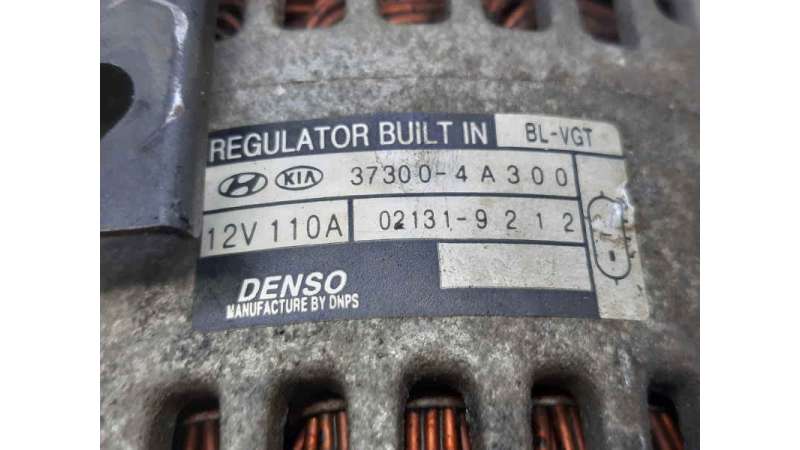 REGULATOR BUILT IN BL-VGT
KIA 37300-4A300
12V 110A 02131-9212
DENSO
MANUFACTURE BY DNPS